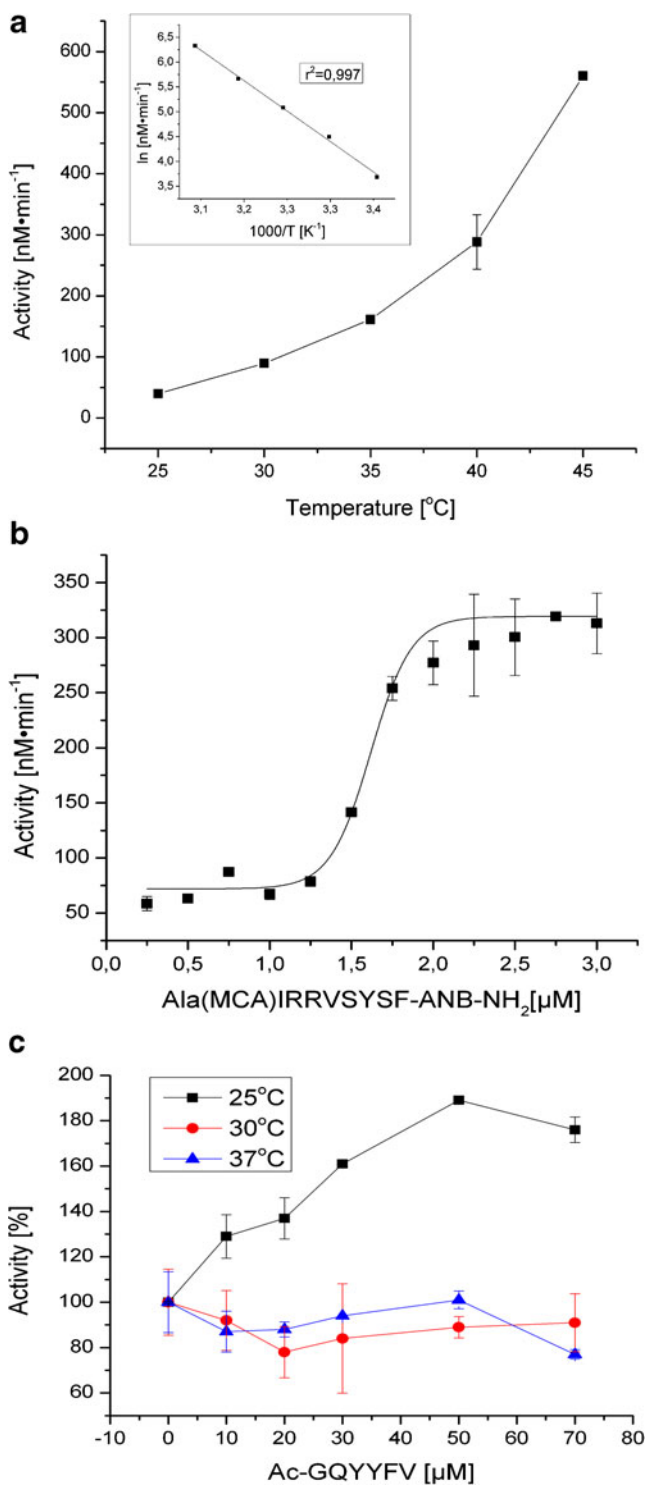 a
600
500
400
300
200
100
0
Activity [nM•min⁻¹]
25 30 35 40 45
Temperature [°C]
6,5
6,0
5,5
5,0
4,5
4,0
3,5
ln [nM•min⁻¹]
r²=0,997
3,1 3,2 3,3 3,3 3,4
1000/T [K⁻¹]
b
350
300
250
200
150
100
50
Activity [nM•min⁻¹]
0,0 0,5 1,0 1,5 2,0 2,5 3,0
Ala(MCA)IRRVSYSF-ANB-NH₂[µM]
c
200
180
160
140
120
100
80
60
Activity [%]
25°C
30°C
37°C
-10 0 10 20 30 40 50 60 70 80
Ac-GQYYFV [µM]